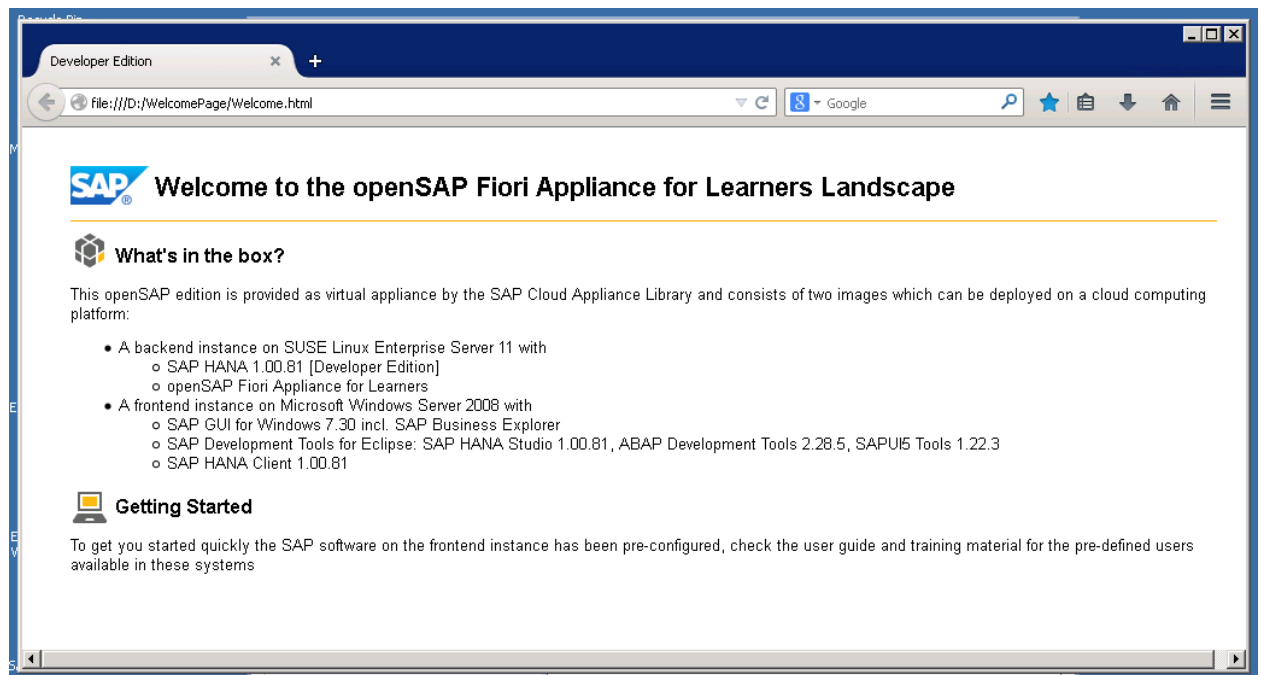 Developer Edition
file:///D:/WelcomePage/Welcome.html
Google
SAP® Welcome to the openSAP Fiori Appliance for Learners Landscape
What's in the box?
This openSAP edition is provided as virtual appliance by the SAP Cloud Appliance Library and consists of two images which can be deployed on a cloud computing
platform:
A backend instance on SUSE Linux Enterprise Server 11 with
SAP HANA 1.00.81 [Developer Edition]
openSAP Fiori Appliance for Learners
A frontend instance on Microsoft Windows Server 2008 with
SAP GUI for Windows 7.30 incl. SAP Business Explorer
SAP Development Tools for Eclipse: SAP HANA Studio 1.00.81, ABAP Development Tools 2.28.5, SAPUI5 Tools 1.22.3
SAP HANA Client 1.00.81
Getting Started
To get you started quickly the SAP software on the frontend instance has been pre-configured, check the user guide and training material for the pre-defined users
available in these systems